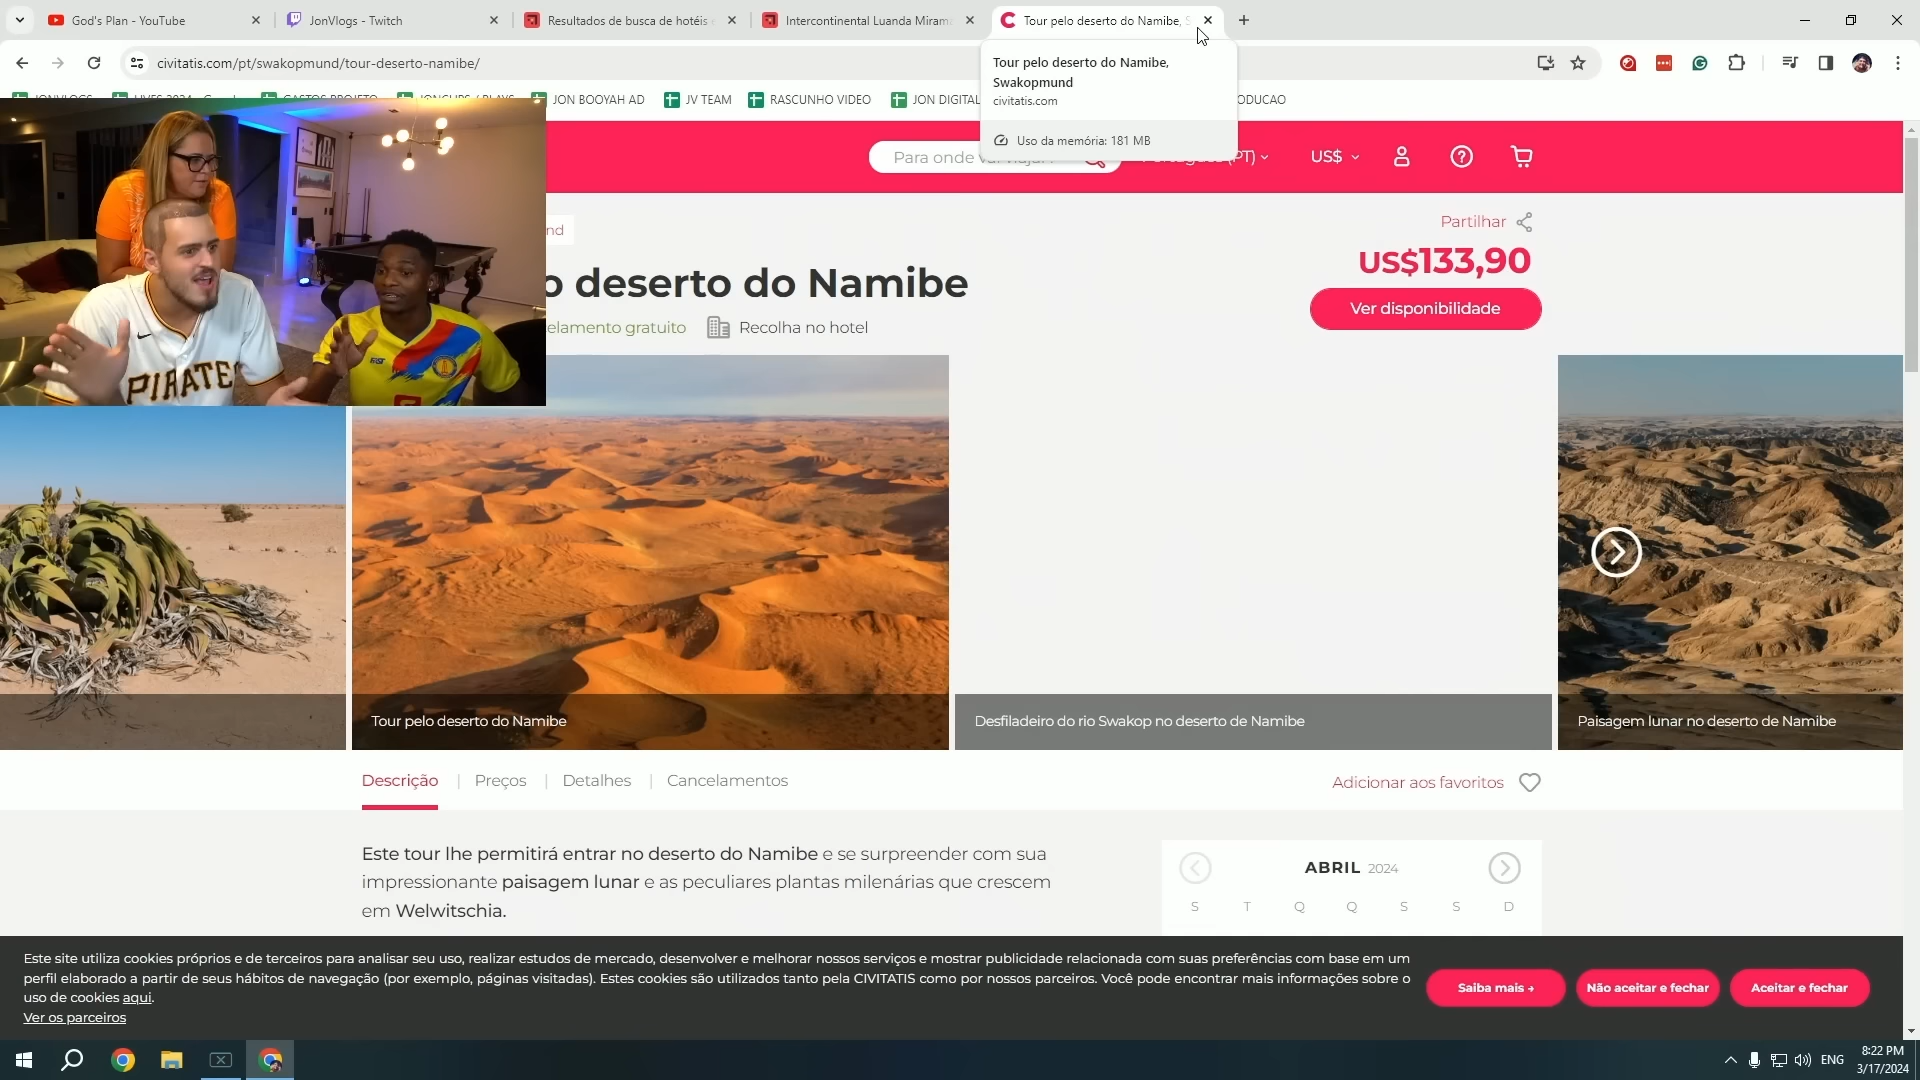 God's Plan - YouTube
JonVlogs - Twitch
Resultados de busca de hotéis
Intercontinental Luanda Mirama
Tour pelo deserto do Namibe, S
civitatis.com/pt/swakopmund/tour-deserto-namibe/
Tour pelo deserto do Namibe,
Swakopmund
civitatis.com
Uso da memória: 181 MB
JON BOOYAH AD
JV TEAM
RASCUNHO VIDEO
JON DIGITAL
ODUCAO
Para onde vai viajar?
Português (PT)
US$
nd
Partilhar
o deserto do Namibe
US$133,90
Ver disponibilidade
elamento gratuito
Recolha no hotel
PIRATE
Tour pelo deserto do Namibe
Desfiladeiro do rio Swakop no deserto de Namibe
Paisagem lunar no deserto de Namibe
Descrição | Preços | Detalhes | Cancelamentos
Adicionar aos favoritos
Este tour lhe permitirá entrar no deserto do Namibe e se surpreender com sua
impressionante paisagem lunar e as peculiares plantas milenárias que crescem
em Welwitschia.
ABRIL 2024
S T Q Q S S D
Este site utiliza cookies próprios e de terceiros para analisar seu uso, realizar estudos de mercado, desenvolver e melhorar nossos serviços e mostrar publicidade relacionada com suas preferências com base em um
perfil elaborado a partir de seus hábitos de navegação (por exemplo, páginas visitadas). Estes cookies são utilizados tanto pela CIVITATIS como por nossos parceiros. Você pode encontrar mais informações sobre o
uso de cookies aqui.
Ver os parceiros
Saiba mais +
Não aceitar e fechar
Aceitar e fechar
ENG
8:22 PM
3/17/2024